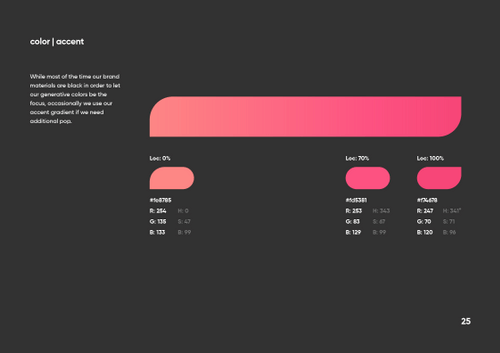 color | accent
While most of the time our brand
materials are black in order to let
our generative colors be the
focus, occasionally we use our
accent gradient if we need
additional pop.
Loc: 0%
Loc: 70%
Loc: 100%
#fe8785
R: 254 H: 0
G: 135 S: 47
B: 133 B: 99
#fd5381
R: 253 H: 343
G: 83 S: 67
B: 129 B: 99
#f74678
R: 247 H: 341°
G: 70 S: 71
B: 120 B: 96
25